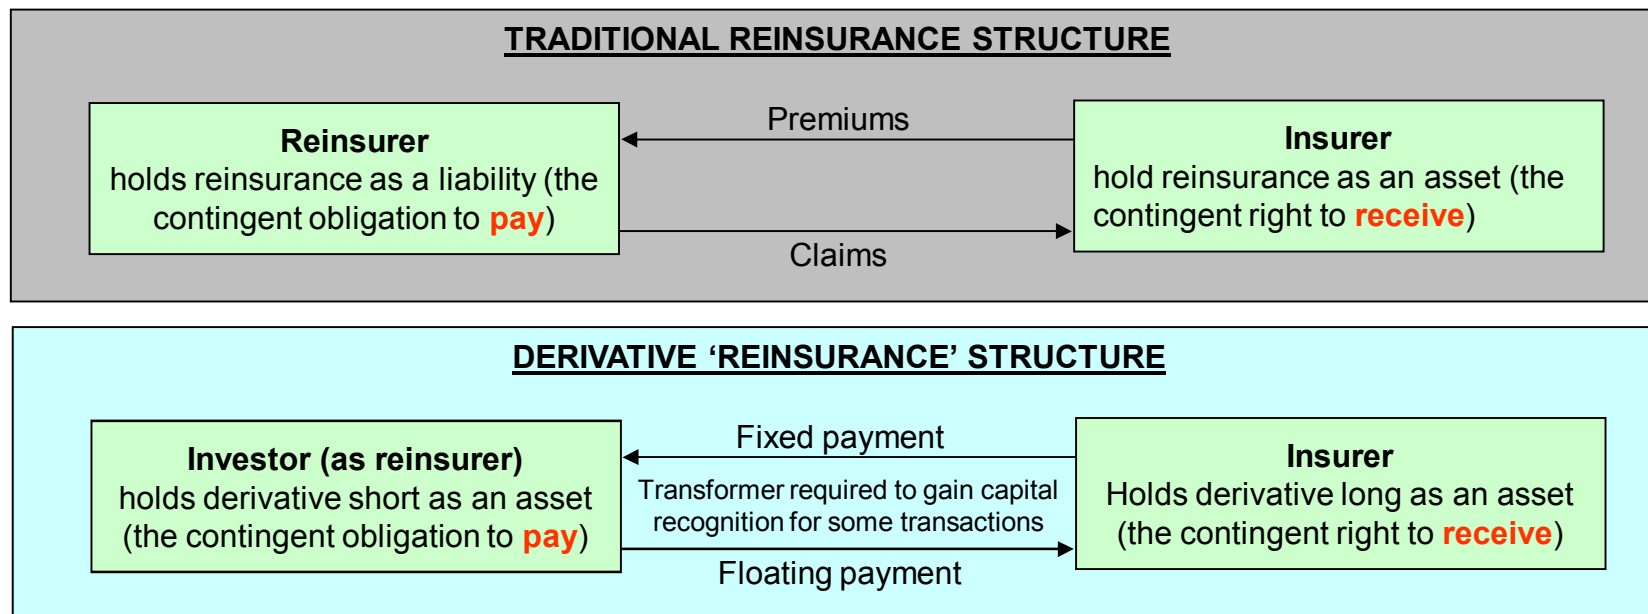 TRADITIONAL REINSURANCE STRUCTURE
Reinsurer
holds reinsurance as a liability (the
contingent obligation to pay)
Premiums
Claims
Insurer
hold reinsurance as an asset (the
contingent right to receive)
DERIVATIVE ‘REINSURANCE’ STRUCTURE
Investor (as reinsurer)
holds derivative short as an asset
(the contingent obligation to pay)
Fixed payment
Transformer required to gain capital
recognition for some transactions
Floating payment
Insurer
Holds derivative long as an asset
(the contingent right to receive)